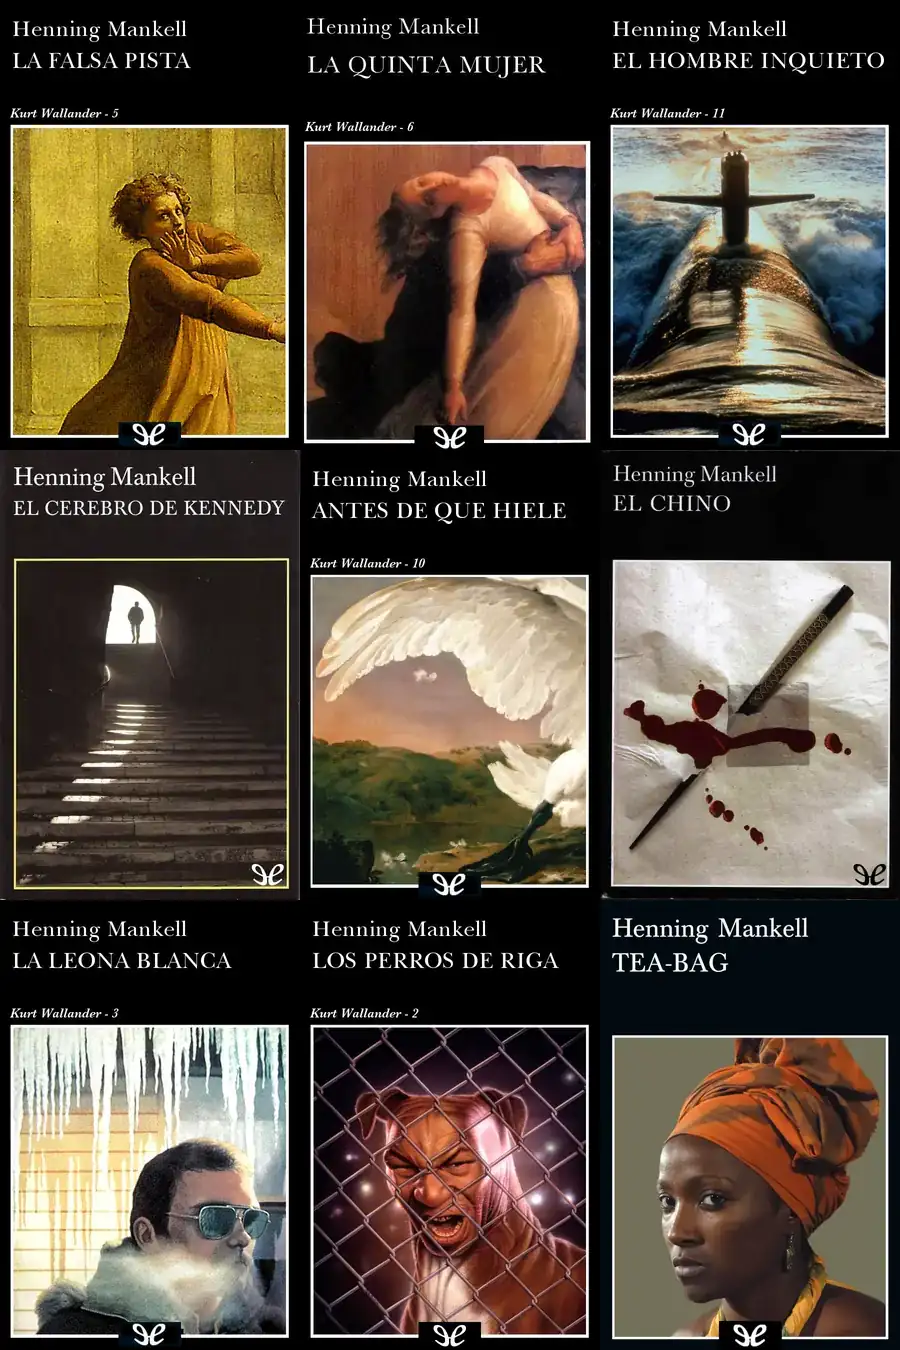 Henning Mankell
LA FALSA PISTA
Kurt Wallander - 5
Henning Mankell
LA QUINTA MUJER
Kurt Wallander - 6
Henning Mankell
EL HOMBRE INQUIETO
Kurt Wallander - 11
Henning Mankell
EL CEREBRO DE KENNEDY
Henning Mankell
ANTES DE QUE HIELE
Kurt Wallander - 10
Henning Mankell
EL CHINO
Henning Mankell
LA LEONA BLANCA
Kurt Wallander - 3
Henning Mankell
LOS PERROS DE RIGA
Kurt Wallander - 2
Henning Mankell
TEA-BAG